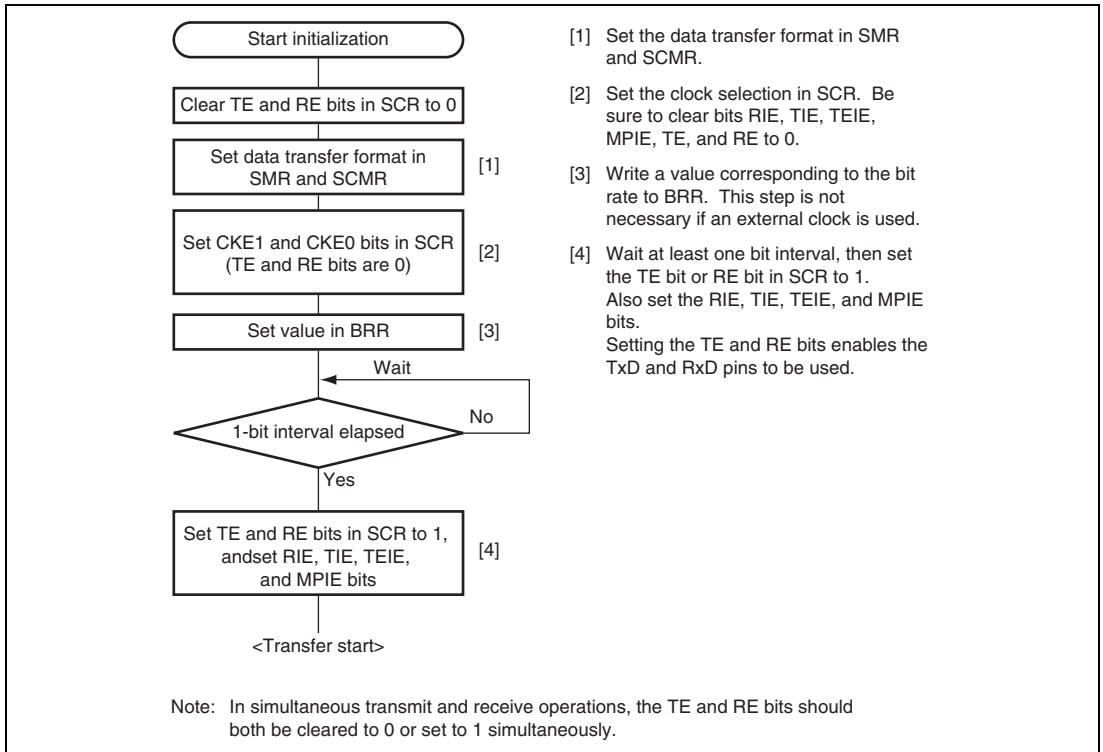 Start initialization
Clear TE and RE bits in SCR to 0
Set data transfer format in
SMR and SCMR
[1]
Set CKE1 and CKE0 bits in SCR
(TE and RE bits are 0)
[2]
Set value in BRR
[3]
Wait
1-bit interval elapsed
No
Yes
Set TE and RE bits in SCR to 1,
andset RIE, TIE, TEIE,
and MPIE bits
[4]
<Transfer start>
[1] Set the data transfer format in SMR
and SCMR.
[2] Set the clock selection in SCR. Be
sure to clear bits RIE, TIE, TEIE,
MPIE, TE, and RE to 0.
[3] Write a value corresponding to the bit
rate to BRR. This step is not
necessary if an external clock is used.
[4] Wait at least one bit interval, then set
the TE bit or RE bit in SCR to 1.
Also set the RIE, TIE, TEIE, and MPIE
bits.
Setting the TE and RE bits enables the
TxD and RxD pins to be used.
Note: In simultaneous transmit and receive operations, the TE and RE bits should
both be cleared to 0 or set to 1 simultaneously.